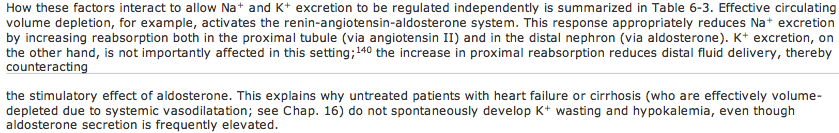 How these factors interact to allow Na⁺ and K⁺ excretion to be regulated independently is summarized in Table 6-3. Effective circulating
volume depletion, for example, activates the renin-angiotensin-aldosterone system. This response appropriately reduces Na⁺ excretion
by increasing reabsorption both in the proximal tubule (via angiotensin II) and in the distal nephron (via aldosterone). K⁺ excretion, on
the other hand, is not importantly affected in this setting;¹⁴⁰ the increase in proximal reabsorption reduces distal fluid delivery, thereby
counteracting
the stimulatory effect of aldosterone. This explains why untreated patients with heart failure or cirrhosis (who are effectively volume-
depleted due to systemic vasodilatation; see Chap. 16) do not spontaneously develop K⁺ wasting and hypokalemia, even though
aldosterone secretion is frequently elevated.